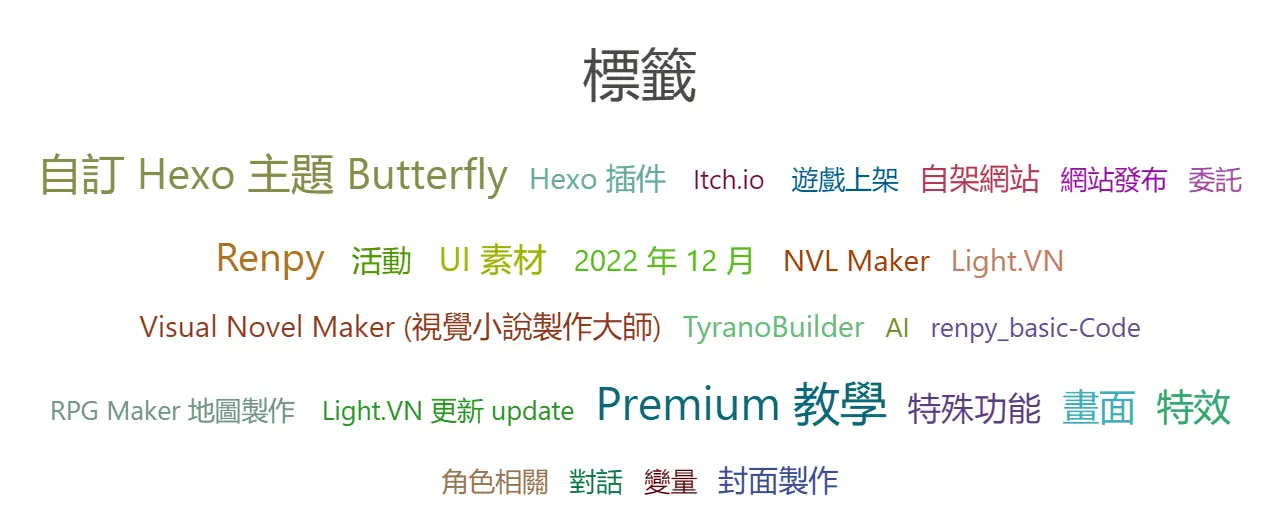 標籤
自訂 Hexo 主題 Butterfly Hexo 插件 Itch.io 遊戲上架 自架網站 網站發布 委託
Renpy 活動 UI 素材 2022 年 12 月 NVL Maker Light.VN
Visual Novel Maker (視覺小說製作大師) TyranoBuilder AI renpy_basic-Code
RPG Maker 地圖製作 Light.VN 更新 update Premium 教學 特殊功能 畫面 特效
角色相關 對話 變量 封面製作